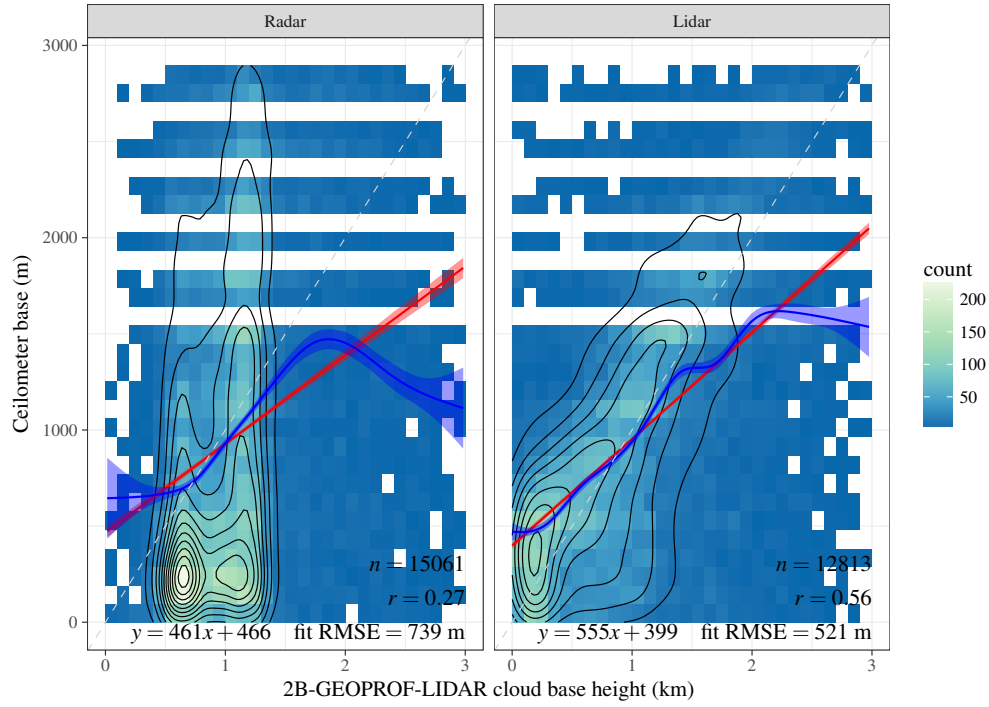 Radar
Lidar
Ceilometer base (m)
3000
2000
1000
0
n = 15061
r = 0.27
y = 461x + 466 fit RMSE = 739 m
n = 12813
r = 0.56
y = 555x + 399 fit RMSE = 521 m
0 1 2 3
0 1 2 3
2B-GEOPROF-LIDAR cloud base height (km)
count
200
150
100
50